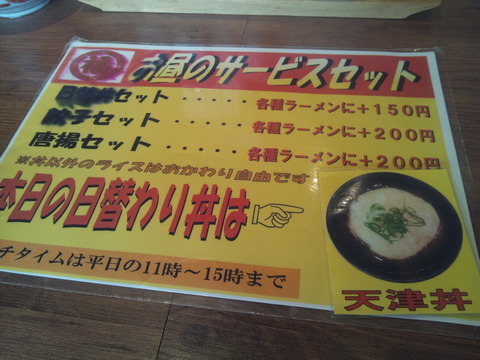 お昼のサービスセット
セット・・・・・各種ラーメンに+150円
餃子セット・・・・・各種ラーメンに+200円
唐揚セット・・・・・各種ラーメンに+200円
※丼以外のライスはおかわり自由です
本日の日替わり丼は
天津丼
チタイムは平日の11時～15時まで